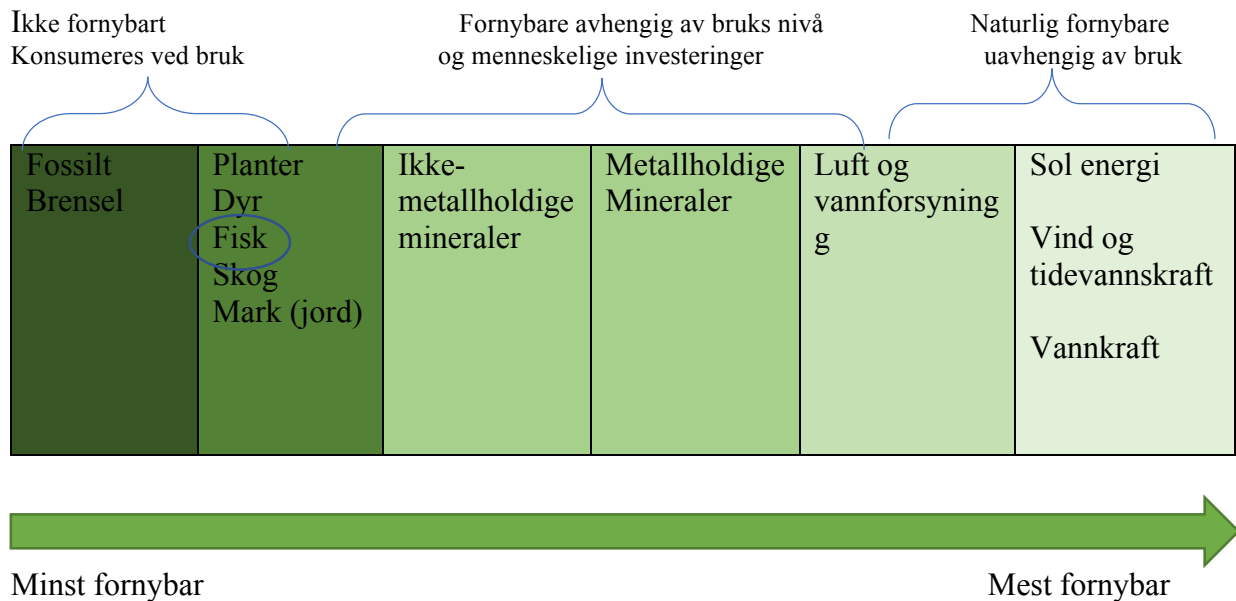 Ikke fornybart
Konsumeres ved bruk
Fornybare avhengig av bruks nivå
og menneskelige investeringer
Naturlig fornybare
uavhengig av bruk
Fossilt
Brensel
Planter
Dyr
Fisk
Skog
Mark (jord)
Ikke-
metallholdige
mineraler
Metallholdige
Mineraler
Luft og
vannforsyning
g
Sol energi
Vind og
tidevannskraft
Vannkraft
Minst fornybar
Mest fornybar